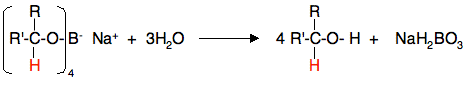 R R
R'-C-O-B- Na+ + 3H2O 4 R'-C-O- H + NaH2BO3
H 4 H